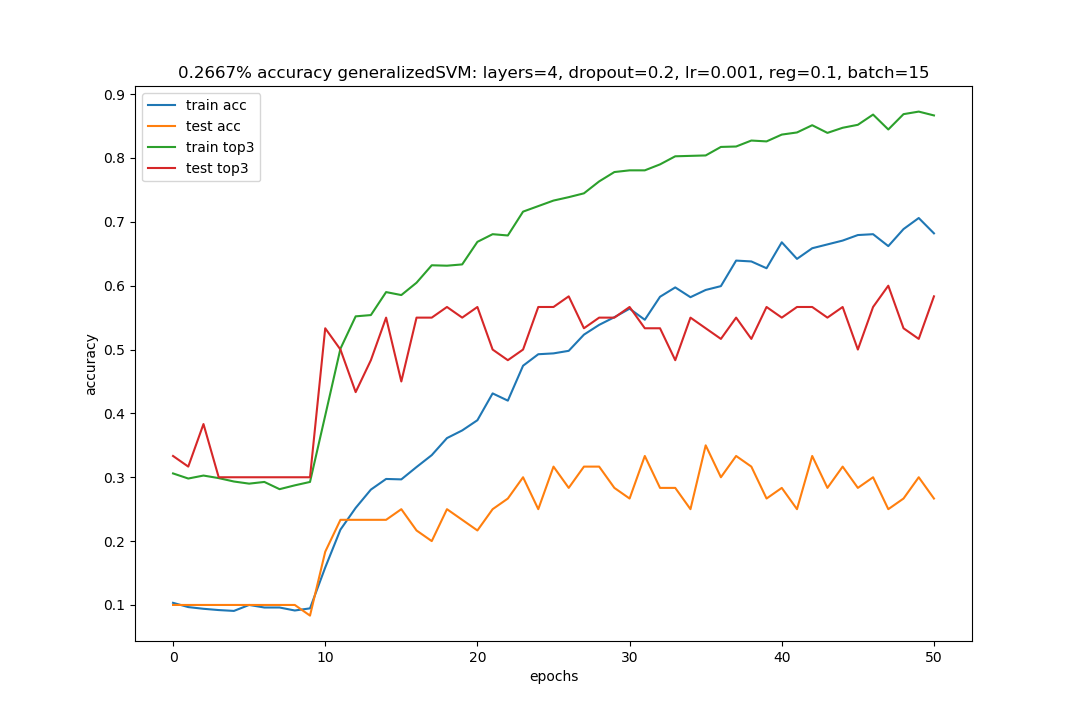 0.2667% accuracy generalizedSVM: layers=4, dropout=0.2, lr=0.001, reg=0.1, batch=15
train acc
test acc
train top3
test top3
accuracy
0.9
0.8
0.7
0.6
0.5
0.4
0.3
0.2
0.1
0 10 20 30 40 50
epochs